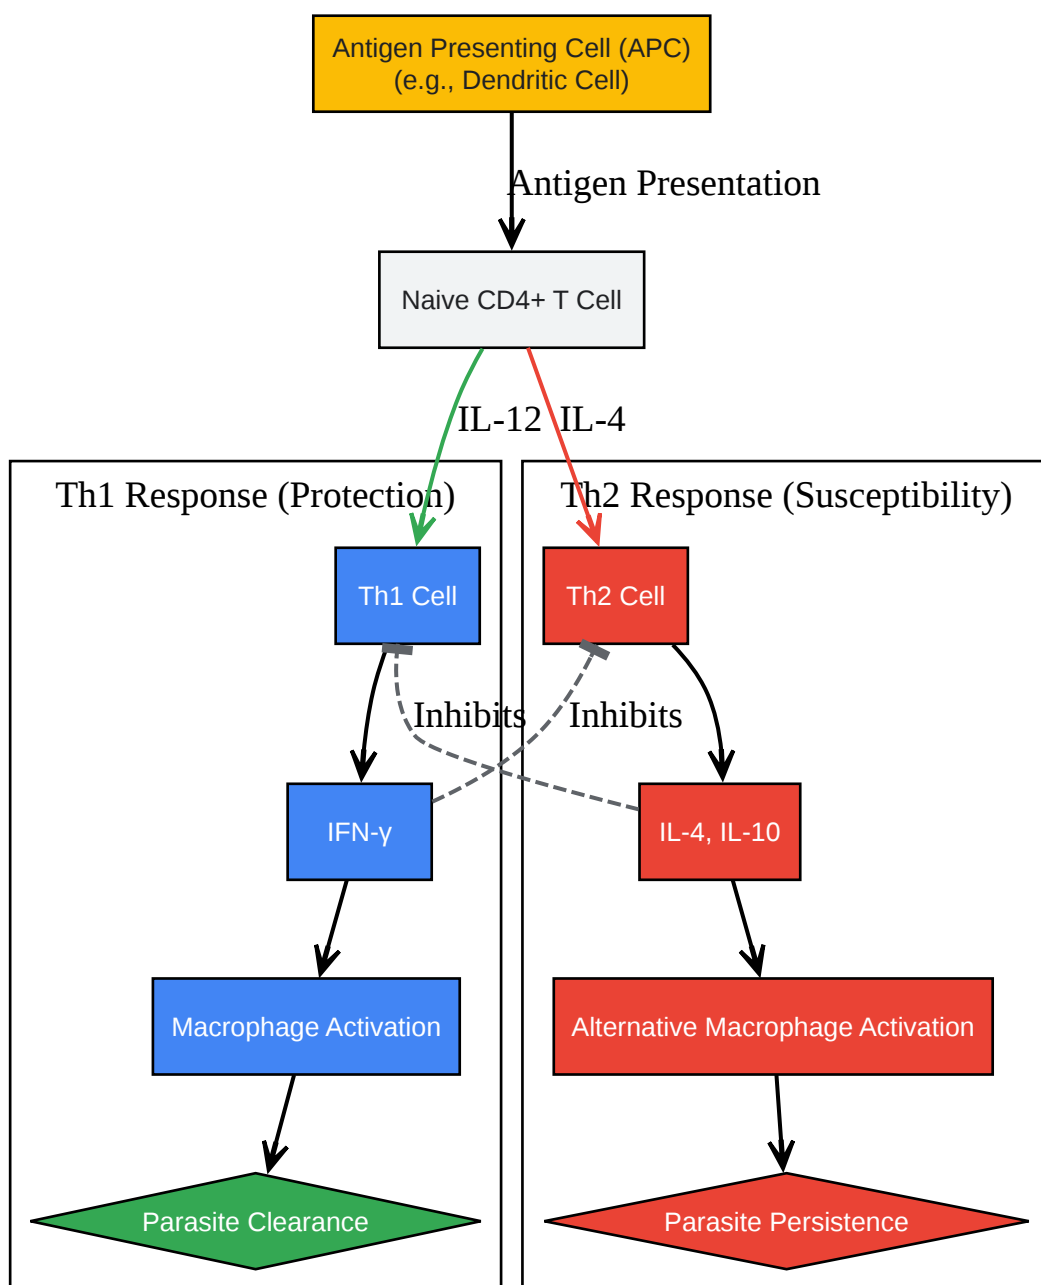 Antigen Presenting Cell (APC)
(e.g., Dendritic Cell)
Antigen Presentation
Naive CD4+ T Cell
IL-12
IL-4
Th1 Response (Protection)
Th2 Response (Susceptibility)
Th1 Cell
Th2 Cell
Inhibits
Inhibits
IFN-γ
IL-4, IL-10
Macrophage Activation
Alternative Macrophage Activation
Parasite Clearance
Parasite Persistence